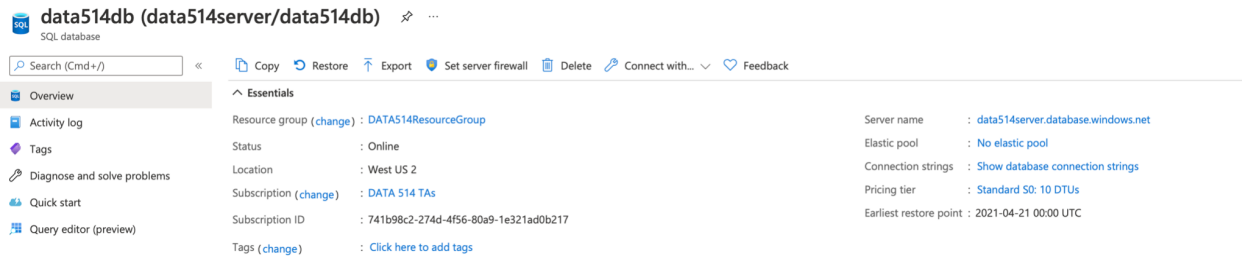 data514db (data514server/data514db)
SQL database
Search (Cmd+/)
Overview
Activity log
Tags
Diagnose and solve problems
Quick start
Query editor (preview)
Copy Restore Export Set server firewall Delete Connect with... Feedback
Essentials
Resource group (change) : DATA514ResourceGroup
Status : Online
Location : West US 2
Subscription (change) : DATA 514 TAs
Subscription ID : 741b98c2-274d-4f56-80a9-1e321ad0b217
Tags (change) : Click here to add tags
Server name : data514server.database.windows.net
Elastic pool : No elastic pool
Connection strings : Show database connection strings
Pricing tier : Standard S0: 10 DTUs
Earliest restore point : 2021-04-21 00:00 UTC